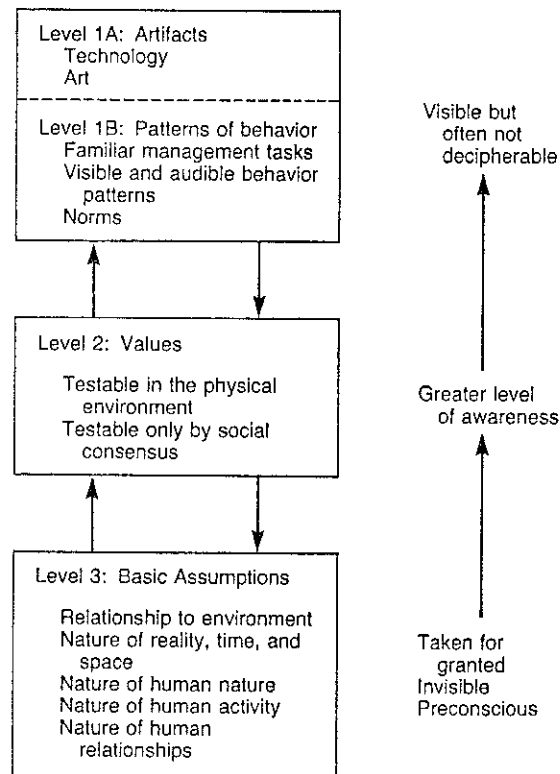 Level 1A: Artifacts
Technology
Art
Level 1B: Patterns of behavior
Familiar management tasks
Visible and audible behavior
patterns
Norms
Visible but
often not
decipherable
Level 2: Values
Testable in the physical
environment
Testable only by social
consensus
Greater level
of awareness
Level 3: Basic Assumptions
Relationship to environment
Nature of reality, time, and
space
Nature of human nature
Nature of human activity
Nature of human
relationships
Taken for
granted
Invisible
Preconscious